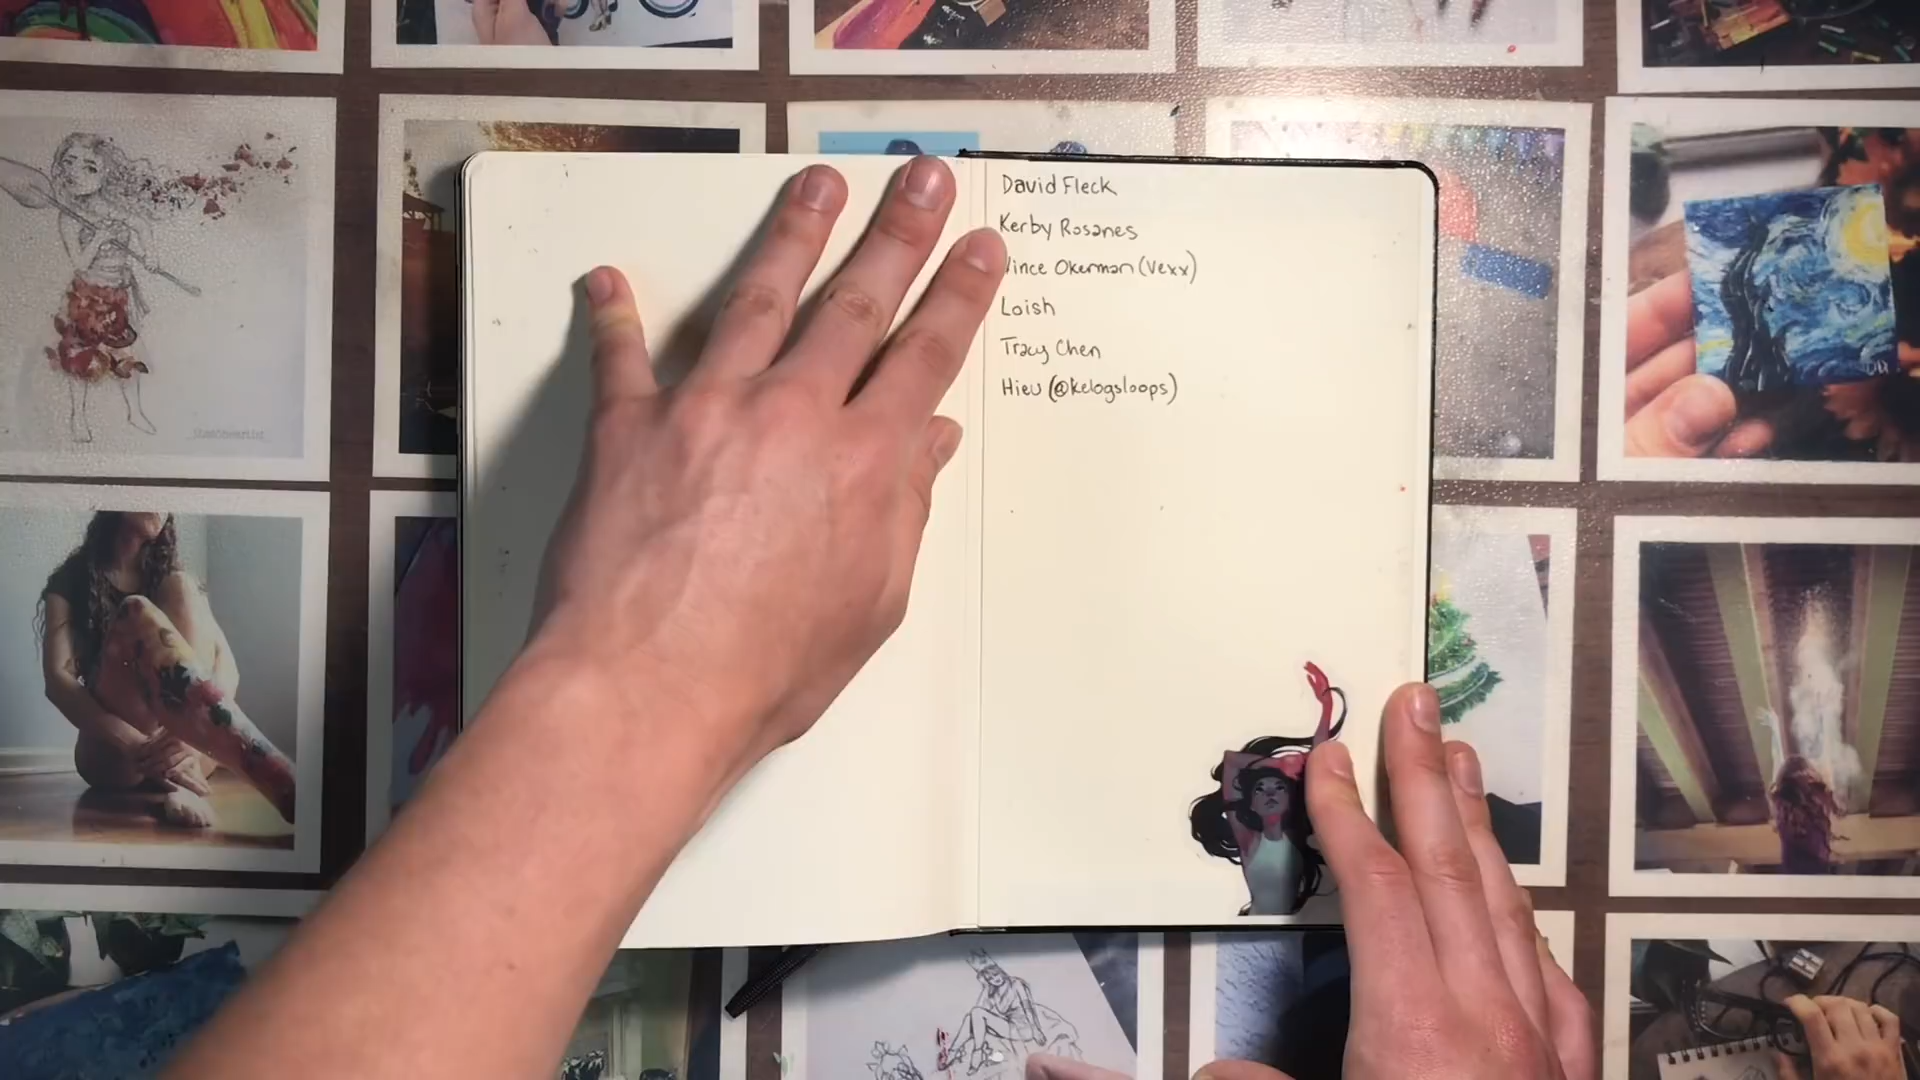 David Fleck
Kerby Rosanes
Vince Okerman (Vexx)
Loish
Tracy Chen
Hieu (@kelogsloops)